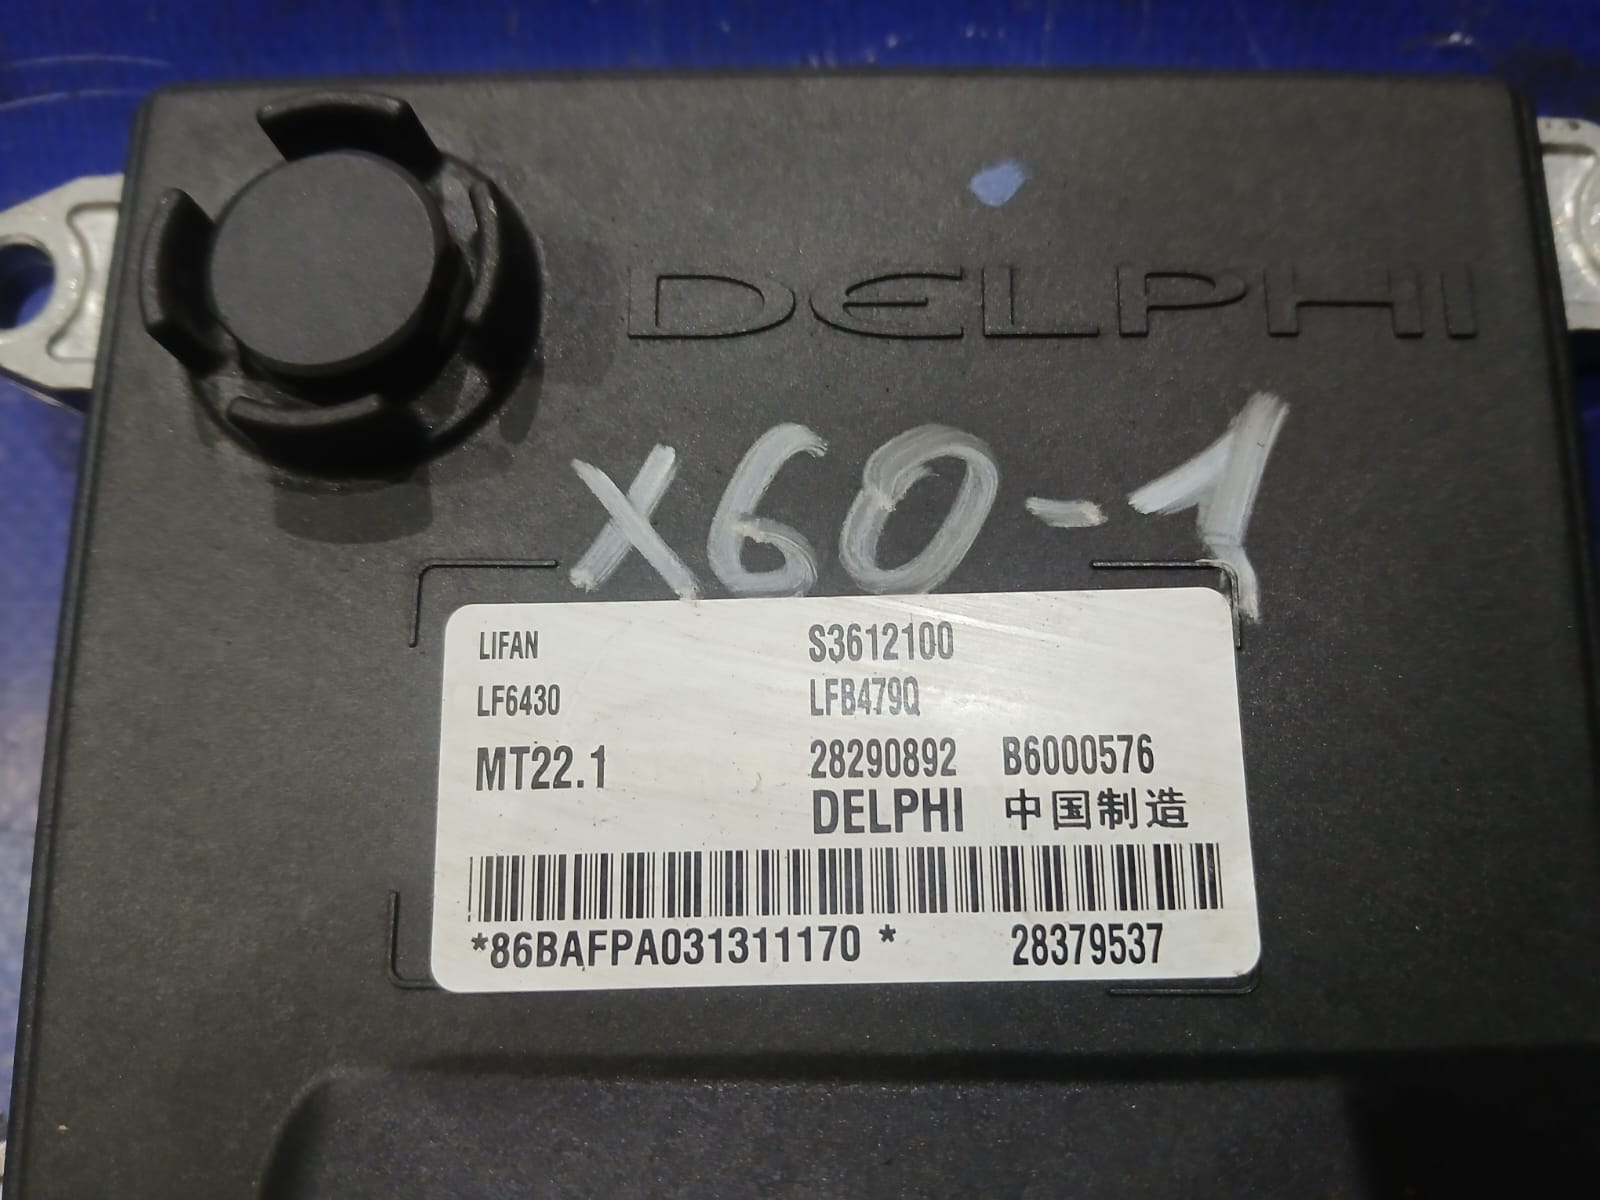 DELPHI
X60-1
LIFAN S3612100
LF6430 LFB479Q
MT22.1 28290892 B6000576
DELPHI 中国制造
*86BAFPA031311170 * 28379537